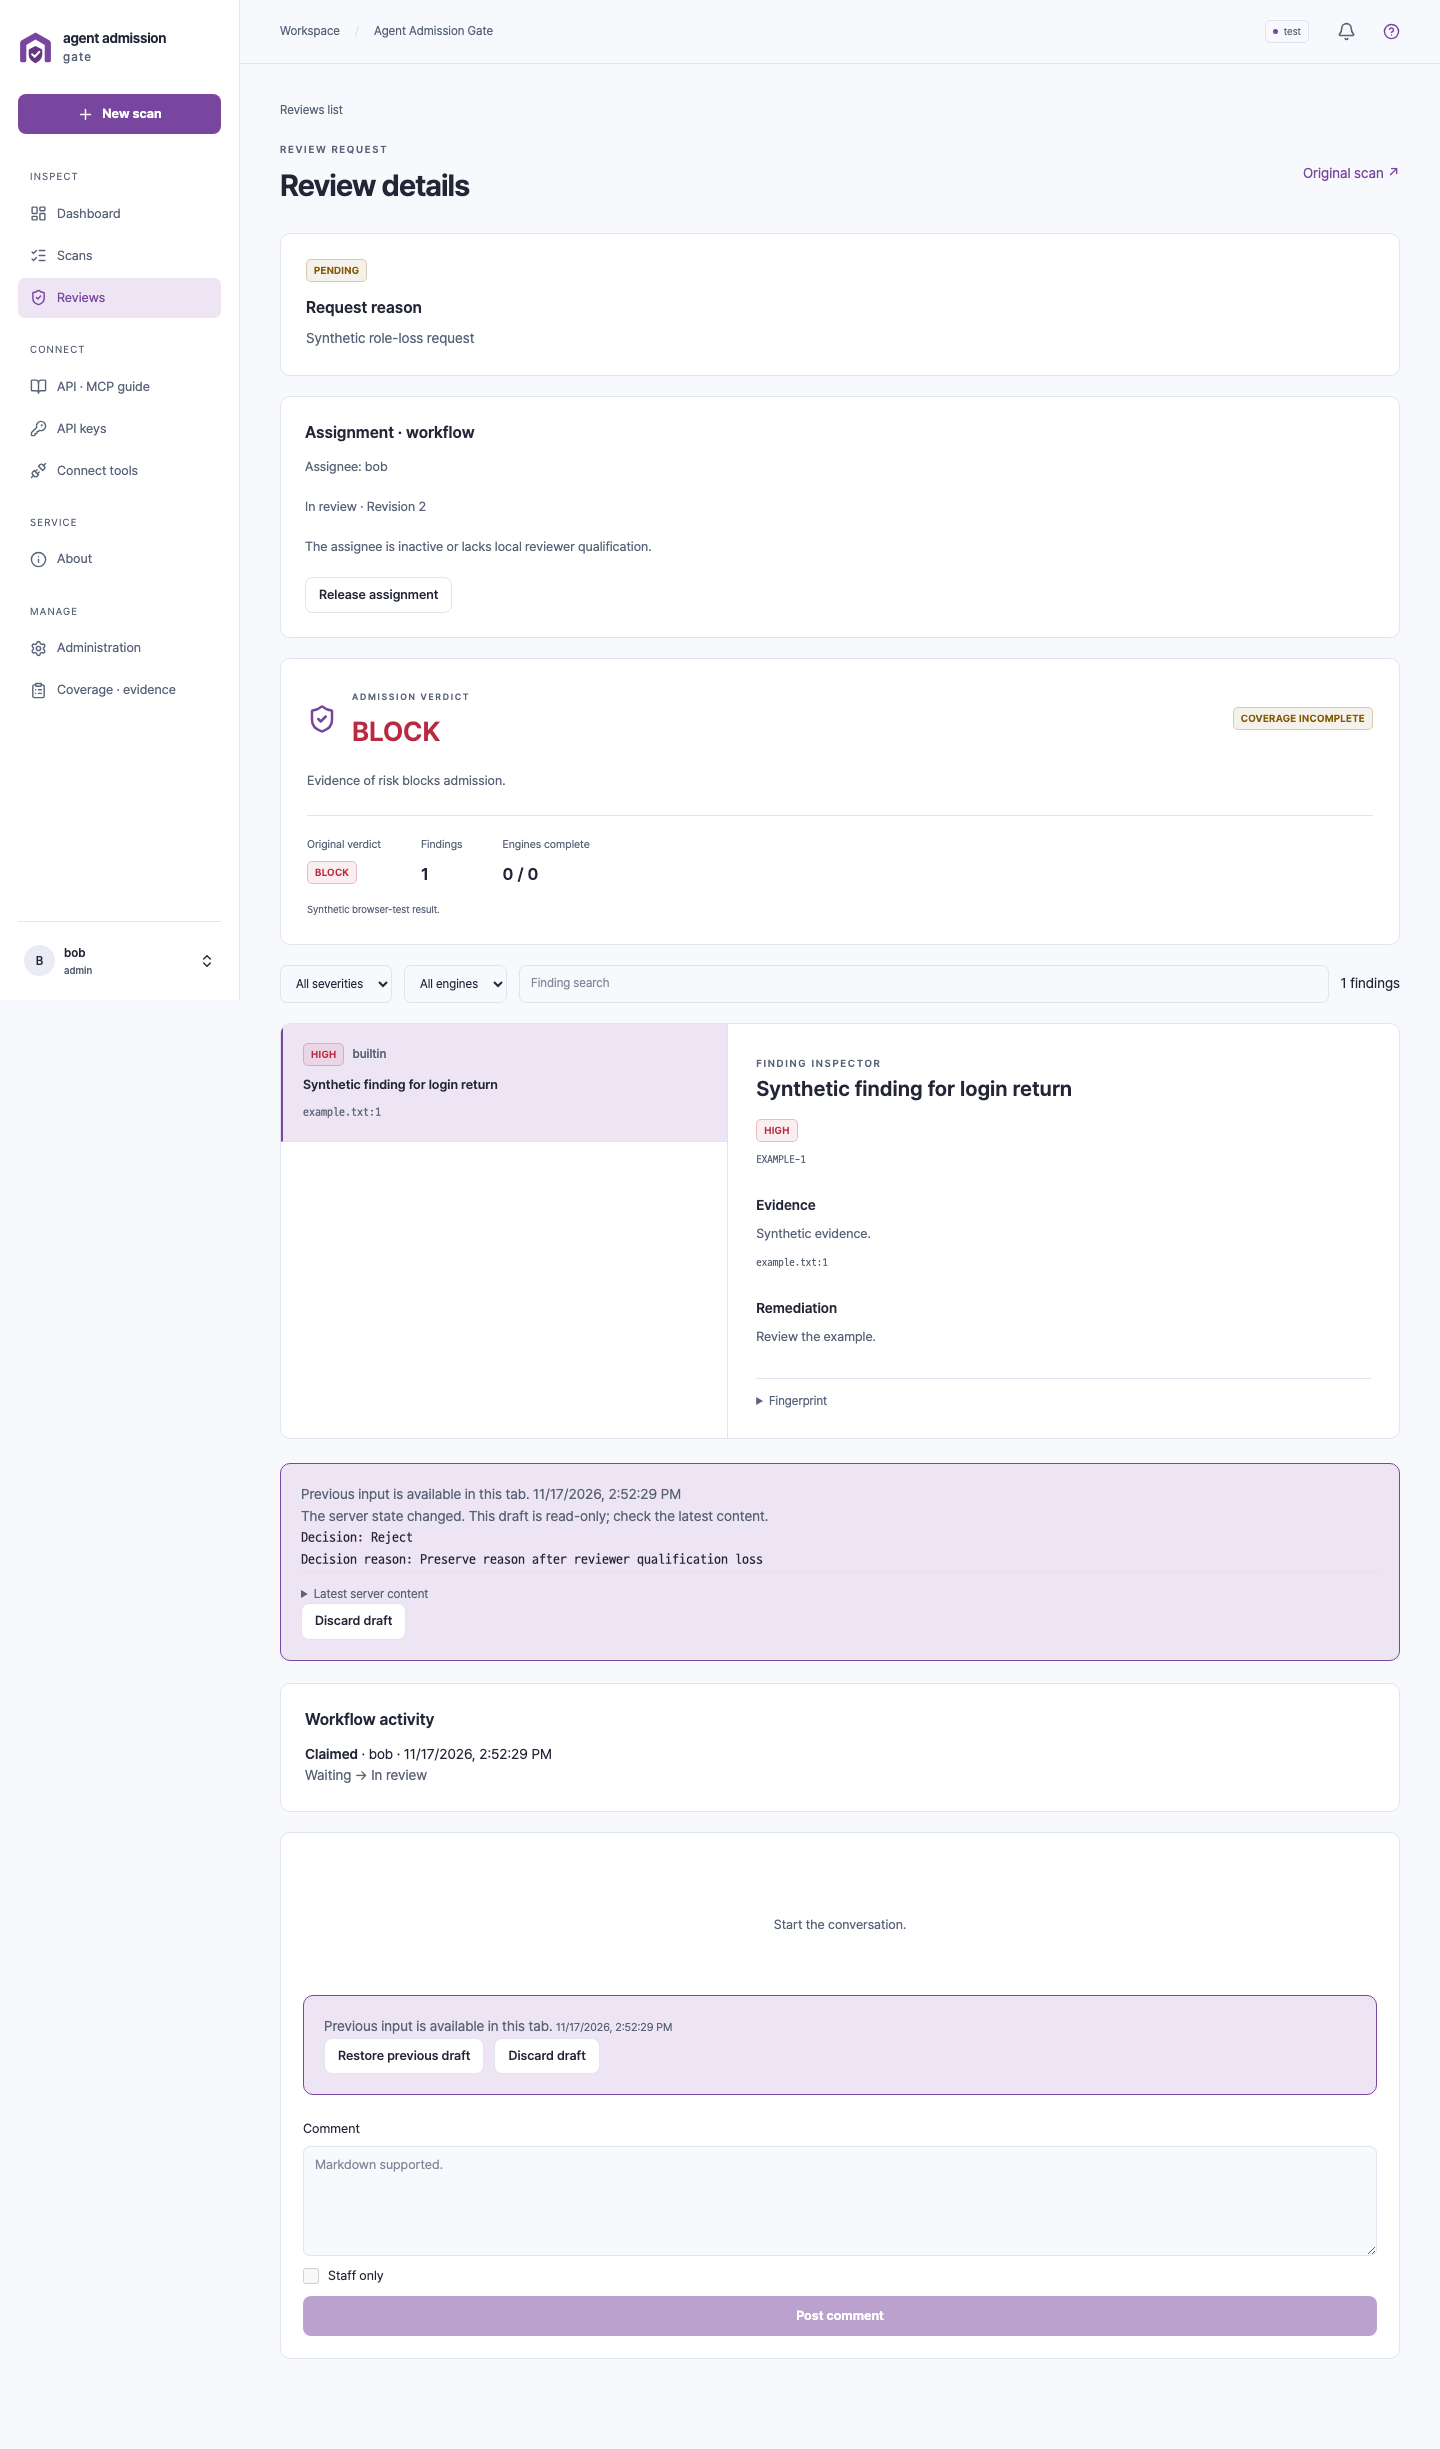 agent admission
gate
New scan
INSPECT
Dashboard
Scans
Reviews
CONNECT
API · MCP guide
API keys
Connect tools
SERVICE
About
MANAGE
Administration
Coverage · evidence
B
bob
admin
Workspace / Agent Admission Gate
test
Reviews list
REVIEW REQUEST
Review details
Original scan ↗
PENDING
Request reason
Synthetic role-loss request
Assignment · workflow
Assignee: bob
In review · Revision 2
The assignee is inactive or lacks local reviewer qualification.
Release assignment
ADMISSION VERDICT
BLOCK
COVERAGE INCOMPLETE
Evidence of risk blocks admission.
Original verdict Findings Engines complete
BLOCK 1 0 / 0
Synthetic browser-test result.
All severities All engines Finding search 1 findings
HIGH builtin
Synthetic finding for login return
example.txt:1
FINDING INSPECTOR
Synthetic finding for login return
HIGH
EXAMPLE-1
Evidence
Synthetic evidence.
example.txt:1
Remediation
Review the example.
Fingerprint
Previous input is available in this tab. 11/17/2026, 2:52:29 PM
The server state changed. This draft is read-only; check the latest content.
Decision: Reject
Decision reason: Preserve reason after reviewer qualification loss
Latest server content
Discard draft
Workflow activity
Claimed · bob · 11/17/2026, 2:52:29 PM
Waiting → In review
Start the conversation.
Previous input is available in this tab. 11/17/2026, 2:52:29 PM
Restore previous draft Discard draft
Comment
Markdown supported.
Staff only
Post comment